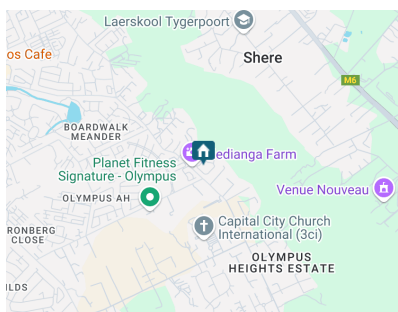 Laerskool Tygerpoort
os Cafe
Shere
M6
BOARDWALK
MEANDER
edianga Farm
Planet Fitness
Signature - Olympus
Venue Nouveau
OLYMPUS AH
Capital City Church
International (3ci)
RONBERG
CLOSE
OLYMPUS
HEIGHTS ESTATE
ILDS